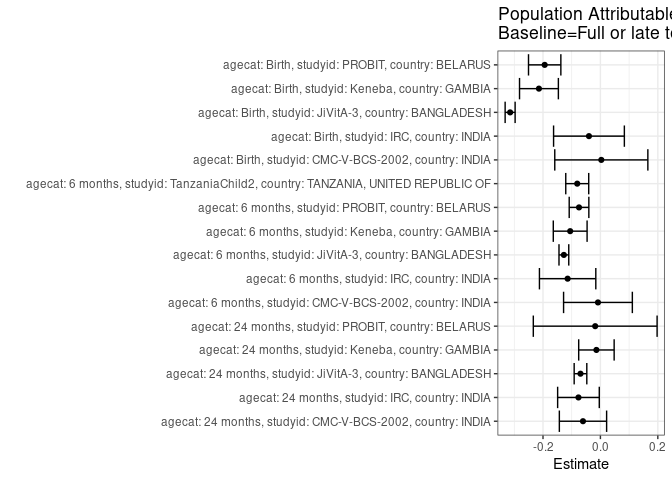 Population Attributable
Baseline=Full or late
agecat: Birth, studyid: PROBIT, country: BELARUS
agecat: Birth, studyid: Keneba, country: GAMBIA
agecat: Birth, studyid: JiVitA-3, country: BANGLADESH
agecat: Birth, studyid: IRC, country: INDIA
agecat: Birth, studyid: CMC-V-BCS-2002, country: INDIA
agecat: 6 months, studyid: TanzaniaChild2, country: TANZANIA, UNITED REPUBLIC OF
agecat: 6 months, studyid: PROBIT, country: BELARUS
agecat: 6 months, studyid: Keneba, country: GAMBIA
agecat: 6 months, studyid: JiVitA-3, country: BANGLADESH
agecat: 6 months, studyid: IRC, country: INDIA
agecat: 6 months, studyid: CMC-V-BCS-2002, country: INDIA
agecat: 24 months, studyid: PROBIT, country: BELARUS
agecat: 24 months, studyid: Keneba, country: GAMBIA
agecat: 24 months, studyid: JiVitA-3, country: BANGLADESH
agecat: 24 months, studyid: IRC, country: INDIA
agecat: 24 months, studyid: CMC-V-BCS-2002, country: INDIA
-0.2 0.0 0.2
Estimate